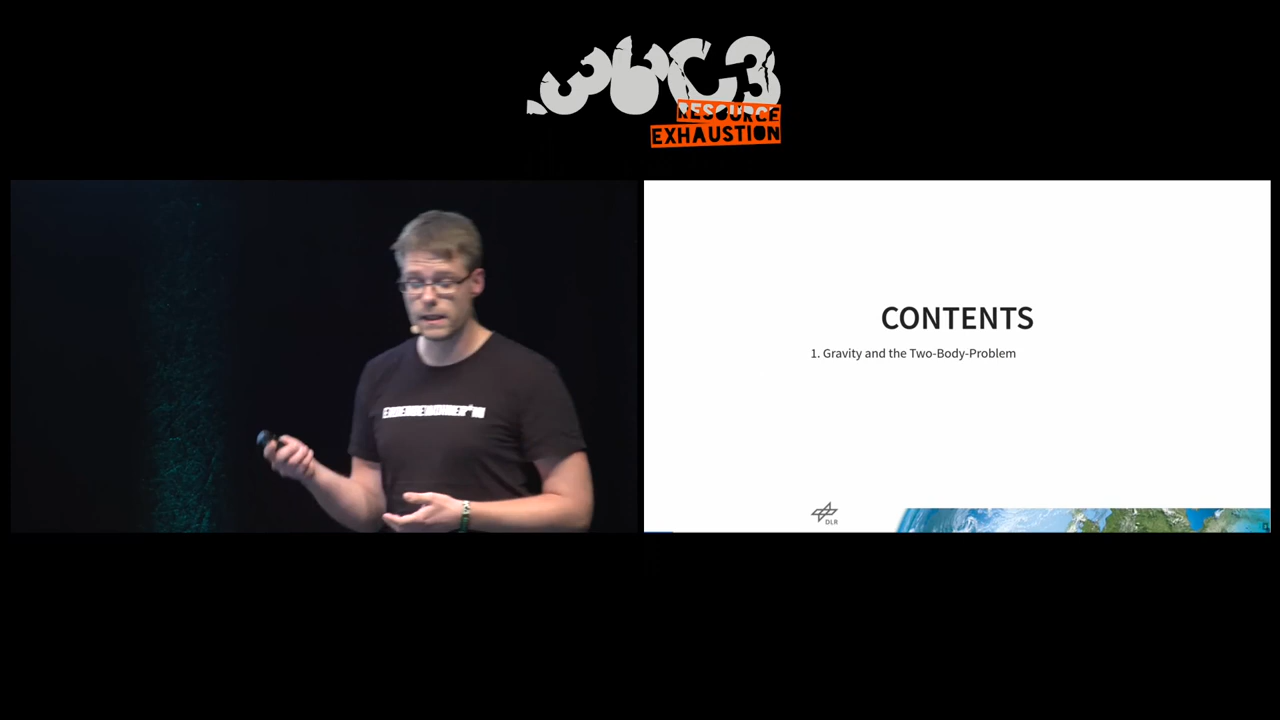 36C3
RESOURCE
EXHAUSTION
CONTENTS
1. Gravity and the Two-Body-Problem
DLR